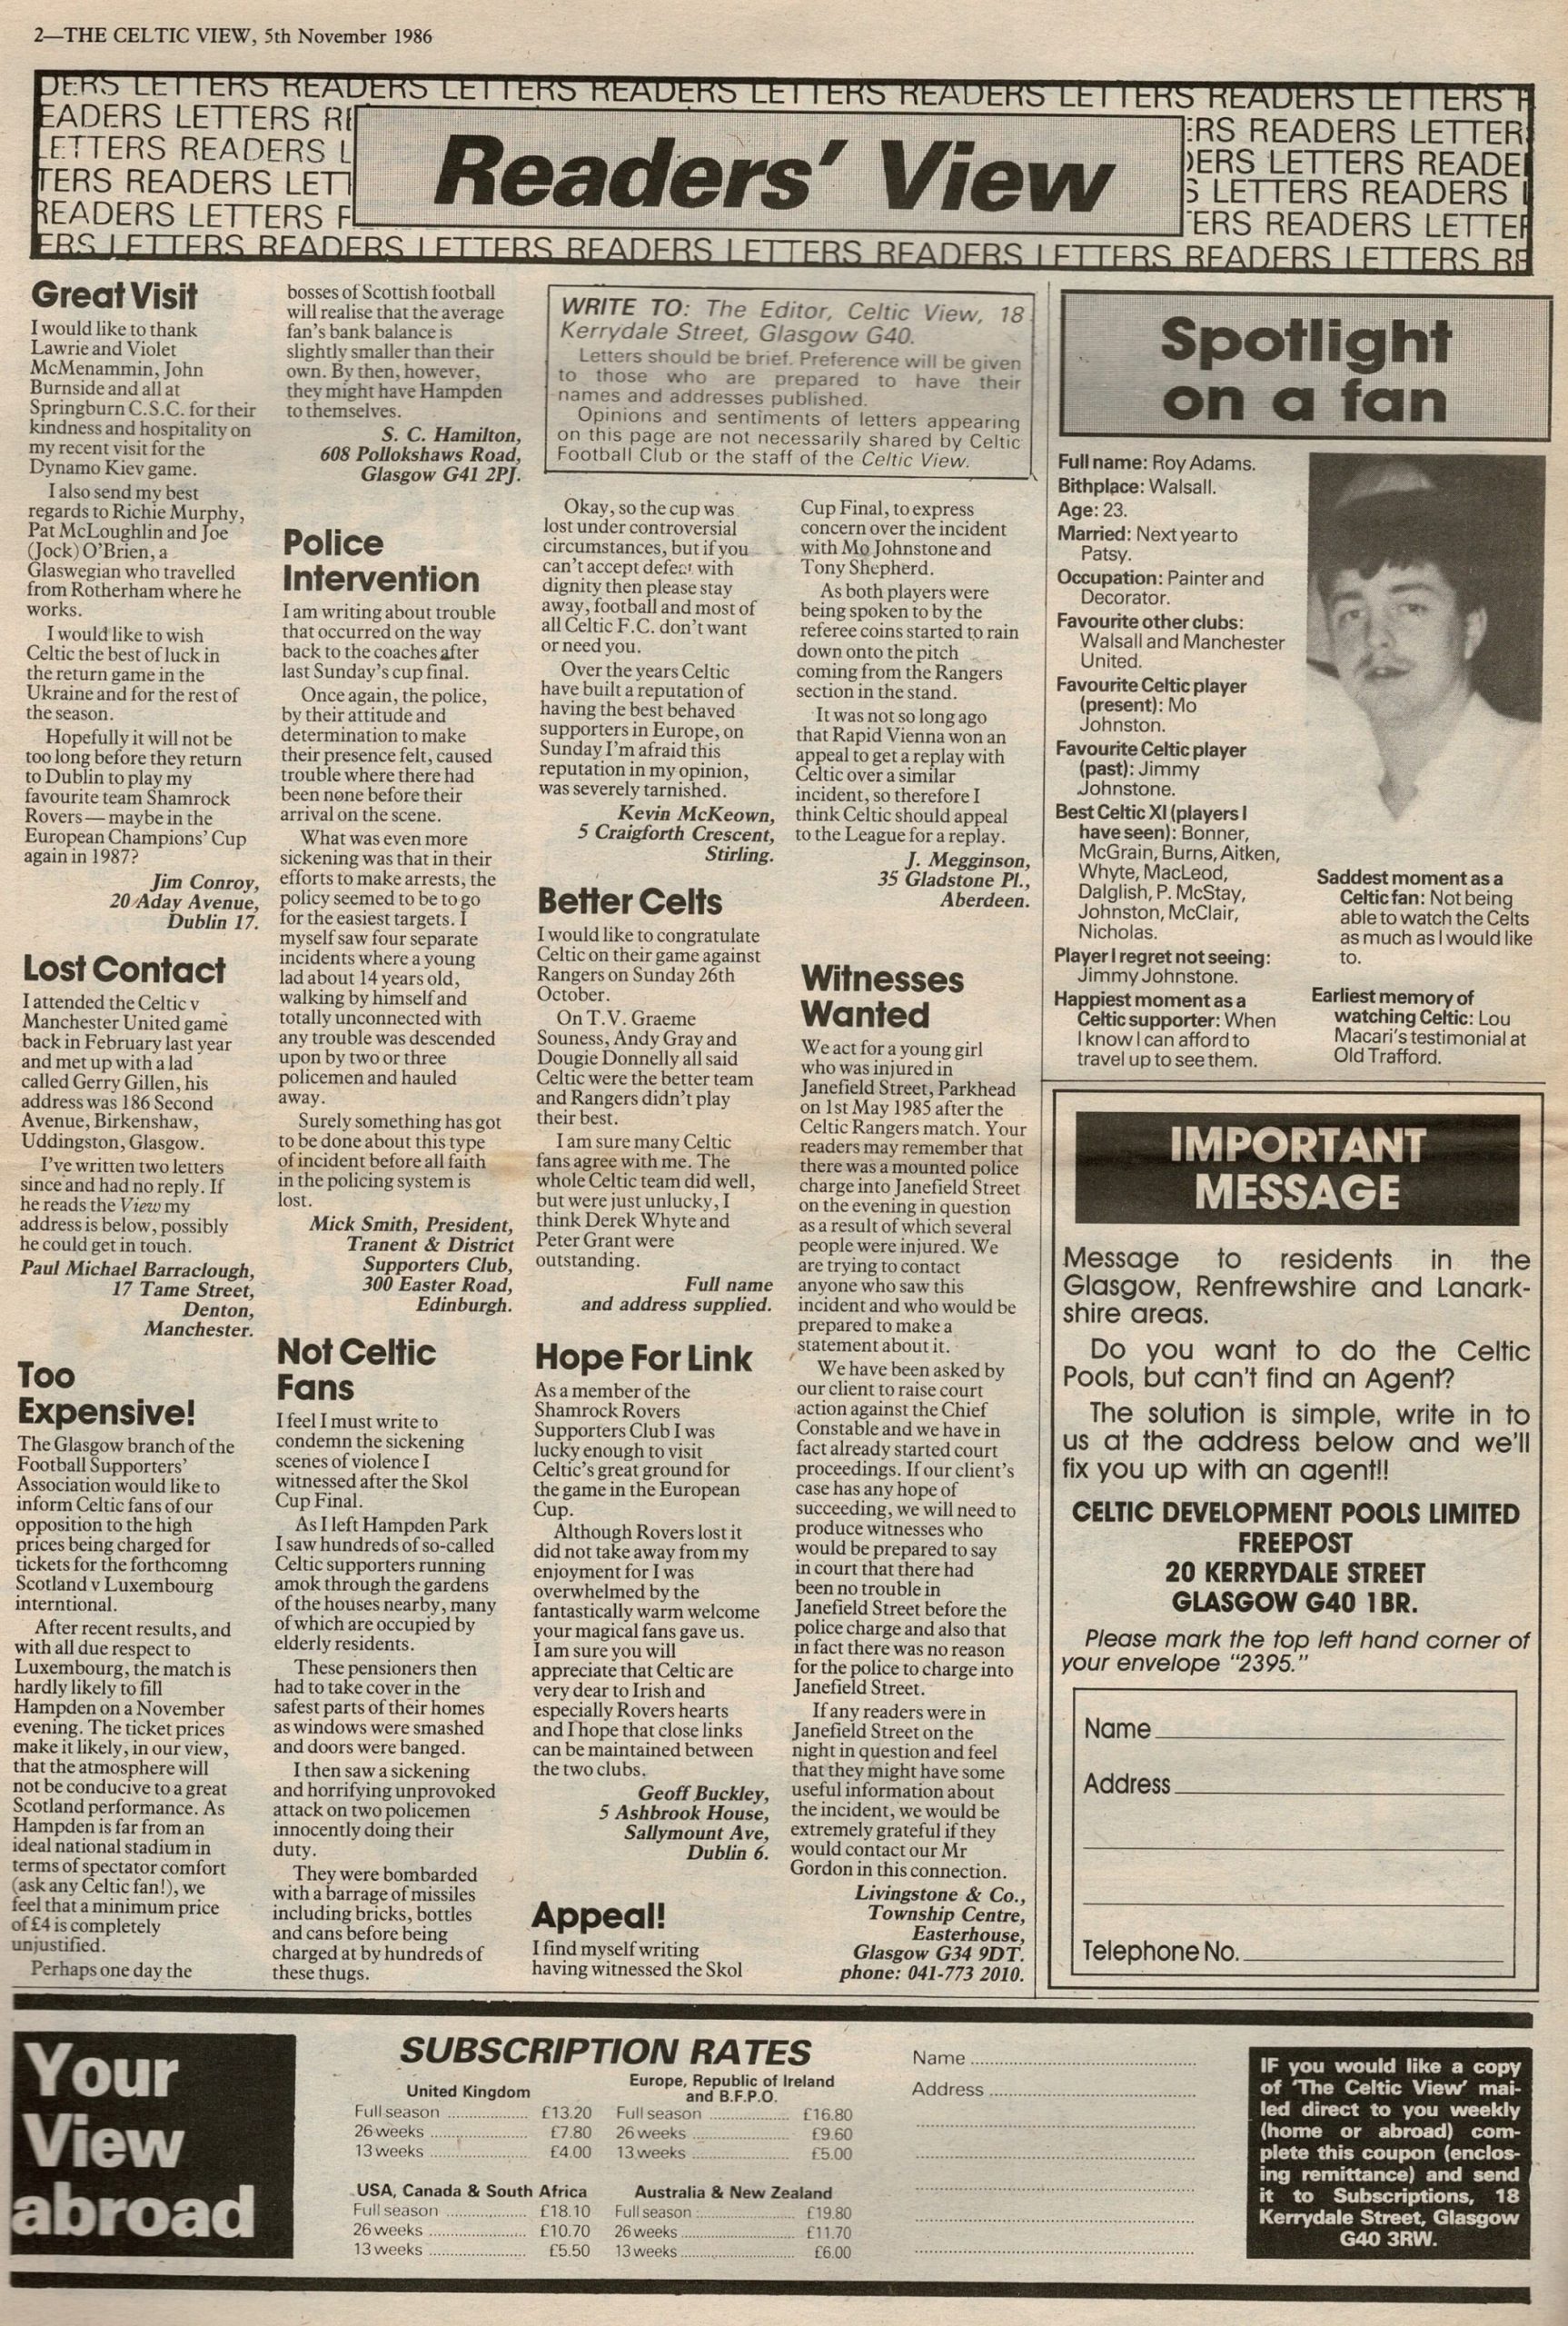 2—THE CELTIC VIEW, 5th November 1986
DERS LETTERS READERS LETTERS READERS LETTERS READERS LETTERS READERS LETTERS R
EADERS LETTERS RE
LETTERS READERS L
TERS READERS LETT
READERS LETTERS F
ERS LETTERS READERS LETTERS READERS LETTERS READERS LETTERS READERS LETTERS RE
Readers' View
ERS READERS LETTER
DERS LETTERS READE
S LETTERS READERS L
TERS READERS LETTER
Great Visit
I would like to thank
Lawrie and Violet
McMenammin, John
Burnside and all at
Springburn C.S.C. for their
kindness and hospitality on
my recent visit for the
Dynamo Kiev game.
I also send my best
regards to Richie Murphy,
Pat McLoughlin and Joe
(Jock) O'Brien, a
Glaswegian who travelled
from Rotherham where he
works.
I would like to wish
Celtic the best of luck in
the return game in the
Ukraine and for the rest of
the season.
Hopefully it will not be
too long before they return
to Dublin to play my
favourite team Shamrock
Rovers — maybe in the
European Champions' Cup
again in 1987?
Jim Conroy,
20 Aday Avenue,
Dublin 17.
Lost Contact
I attended the Celtic v
Manchester United game
back in February last year
and met up with a lad
called Gerry Gillen, his
address was 186 Second
Avenue, Birkenshaw,
Uddingston, Glasgow.
I've written two letters
since and had no reply. If
he reads the View my
address is below, possibly
he could get in touch.
Paul Michael Barraclough,
17 Tame Street,
Denton,
Manchester.
Too
Expensive!
The Glasgow branch of the
Football Supporters'
Association would like to
inform Celtic fans of our
opposition to the high
prices being charged for
tickets for the forthcomng
Scotland v Luxembourg
interntional.
After recent results, and
with all due respect to
Luxembourg, the match is
hardly likely to fill
Hampden on a November
evening. The ticket prices
make it likely, in our view,
that the atmosphere will
not be conducive to a great
Scotland performance. As
Hampden is far from an
ideal national stadium in
terms of spectator comfort
(ask any Celtic fan!), we
feel that a minimum price
of £4 is completely
unjustified.
Perhaps one day the
bosses of Scottish football
will realise that the average
fan's bank balance is
slightly smaller than their
own. By then, however,
they might have Hampden
to themselves.
S. C. Hamilton,
608 Pollokshaws Road,
Glasgow G41 2PJ.
Police
Intervention
I am writing about trouble
that occurred on the way
back to the coaches after
last Sunday's cup final.
Once again, the police,
by their attitude and
determination to make
their presence felt, caused
trouble where there had
been none before their
arrival on the scene.
What was even more
sickening was that in their
efforts to make arrests, the
policy seemed to be to go
for the easiest targets. I
myself saw four separate
incidents where a young
lad about 14 years old,
walking by himself and
totally unconnected with
any trouble was descended
upon by two or three
policemen and hauled
away.
Surely something has got
to be done about this type
of incident before all faith
in the policing system is
lost.
Mick Smith, President,
Tranent & District
Supporters Club,
300 Easter Road,
Edinburgh.
Not Celtic
Fans
I feel I must write to
condemn the sickening
scenes of violence I
witnessed after the Skol
Cup Final.
As I left Hampden Park
I saw hundreds of so-called
Celtic supporters running
amok through the gardens
of the houses nearby, many
of which are occupied by
elderly residents.
These pensioners then
had to take cover in the
safest parts of their homes
as windows were smashed
and doors were banged.
I then saw a sickening
and horrifying unprovoked
attack on two policemen
innocently doing their
duty.
They were bombarded
with a barrage of missiles
including bricks, bottles
and cans before being
charged at by hundreds of
these thugs.
WRITE TO: The Editor, Celtic View, 18
Kerrydale Street, Glasgow G40.
Letters should be brief. Preference will be given
to those who are prepared to have their
names and addresses published.
Opinions and sentiments of letters appearing
on this page are not necessarily shared by Celtic
Football Club or the staff of the Celtic View.
Okay, so the cup was
lost under controversial
circumstances, but if you
can't accept defeat with
dignity then please stay
away, football and most of
all Celtic F.C. don't want
or need you.
Over the years Celtic
have built a reputation of
having the best behaved
supporters in Europe, on
Sunday I'm afraid this
reputation in my opinion,
was severely tarnished.
Kevin McKeown,
5 Craigforth Crescent,
Stirling.
Better Celts
I would like to congratulate
Celtic on their game against
Rangers on Sunday 26th
October.
On T.V. Graeme
Souness, Andy Gray and
Dougie Donnelly all said
Celtic were the better team
and Rangers didn't play
their best.
I am sure many Celtic
fans agree with me. The
whole Celtic team did well,
but were just unlucky, I
think Derek Whyte and
Peter Grant were
outstanding.
Full name
and address supplied.
Hope For Link
As a member of the
Shamrock Rovers
Supporters Club I was
lucky enough to visit
Celtic's great ground for
the game in the European
Cup.
Although Rovers lost it
did not take away from my
enjoyment for I was
overwhelmed by the
fantastically warm welcome
your magical fans gave us.
I am sure you will
appreciate that Celtic are
very dear to Irish and
especially Rovers hearts
and I hope that close links
can be maintained between
the two clubs.
Geoff Buckley,
5 Ashbrook House,
Sallymount Ave,
Dublin 6.
Appeal!
I find myself writing
having witnessed the Skol
Cup Final, to express
concern over the incident
with Mo Johnstone and
Tony Shepherd.
As both players were
being spoken to by the
referee coins started to rain
down onto the pitch
coming from the Rangers
section in the stand.
It was not so long ago
that Rapid Vienna won an
appeal to get a replay with
Celtic over a similar
incident, so therefore I
think Celtic should appeal
to the League for a replay.
J. Megginson,
35 Gladstone Pl.,
Aberdeen.
Witnesses
Wanted
We act for a young girl
who was injured in
Janefield Street, Parkhead
on 1st May 1985 after the
Celtic Rangers match. Your
readers may remember that
there was a mounted police
charge into Janefield Street
on the evening in question
as a result of which several
people were injured. We
are trying to contact
anyone who saw this
incident and who would be
prepared to make a
statement about it.
We have been asked by
our client to raise court
action against the Chief
Constable and we have in
fact already started court
proceedings. If our client's
case has any hope of
succeeding, we will need to
produce witnesses who
would be prepared to say
in court that there had
been no trouble in
Janefield Street before the
police charge and also that
in fact there was no reason
for the police to charge into
Janefield Street.
If any readers were in
Janefield Street on the
night in question and feel
that they might have some
useful information about
the incident, we would be
extremely grateful if they
would contact our Mr
Gordon in this connection.
Livingstone & Co.,
Township Centre,
Easterhouse,
Glasgow G34 9DT.
phone: 041-773 2010.
Spotlight
on a fan
Full name: Roy Adams.
Birthplace: Walsall.
Age: 23.
Married: Next year to
Patsy.
Occupation: Painter and
Decorator.
Favourite other clubs:
Walsall and Manchester
United.
Favourite Celtic player
(present): Mo
Johnston.
Favourite Celtic player
(past): Jimmy
Johnstone.
Best Celtic XI (players I
have seen): Bonner,
McGrain, Burns, Aitken,
Whyte, MacLeod,
Dalglish, P. McStay,
Johnston, McClair,
Nicholas.
Player I regret not seeing:
Jimmy Johnstone.
Happiest moment as a
Celtic supporter: When
I know I can afford to
travel up to see them.
Saddest moment as a
Celtic fan: Not being
able to watch the Celts
as much as I would like
to.
Earliest memory of
watching Celtic: Lou
Macari's testimonial at
Old Trafford.
IMPORTANT
MESSAGE
Message to residents in the
Glasgow, Renfrewshire and Lanark-
shire areas.
Do you want to do the Celtic
Pools, but can't find an Agent?
The solution is simple, write in to
us at the address below and we'll
fix you up with an agent!!
CELTIC DEVELOPMENT POOLS LIMITED
FREEPOST
20 KERRYDALE STREET
GLASGOW G40 1BR.
Please mark the top left hand corner of
your envelope "2395."
Name
Address
Telephone No.
Your
View
abroad
SUBSCRIPTION RATES
United Kingdom
Full season £13.20
26 weeks £7.80
13 weeks £4.00
Europe, Republic of Ireland
and B.F.P.O.
Full season £16.80
26 weeks £9.60
13 weeks £5.00
USA, Canada & South Africa
Full season £18.10
26 weeks £10.70
13 weeks £5.50
Australia & New Zealand
Full season £19.80
26 weeks £11.70
13 weeks £6.00
Name
Address
IF you would like a copy
of 'The Celtic View' mai-
led direct to you weekly
(home or abroad) com-
plete this coupon (enclos-
ing remittance) and send
it to Subscriptions, 18
Kerrydale Street, Glasgow
G40 3RW.